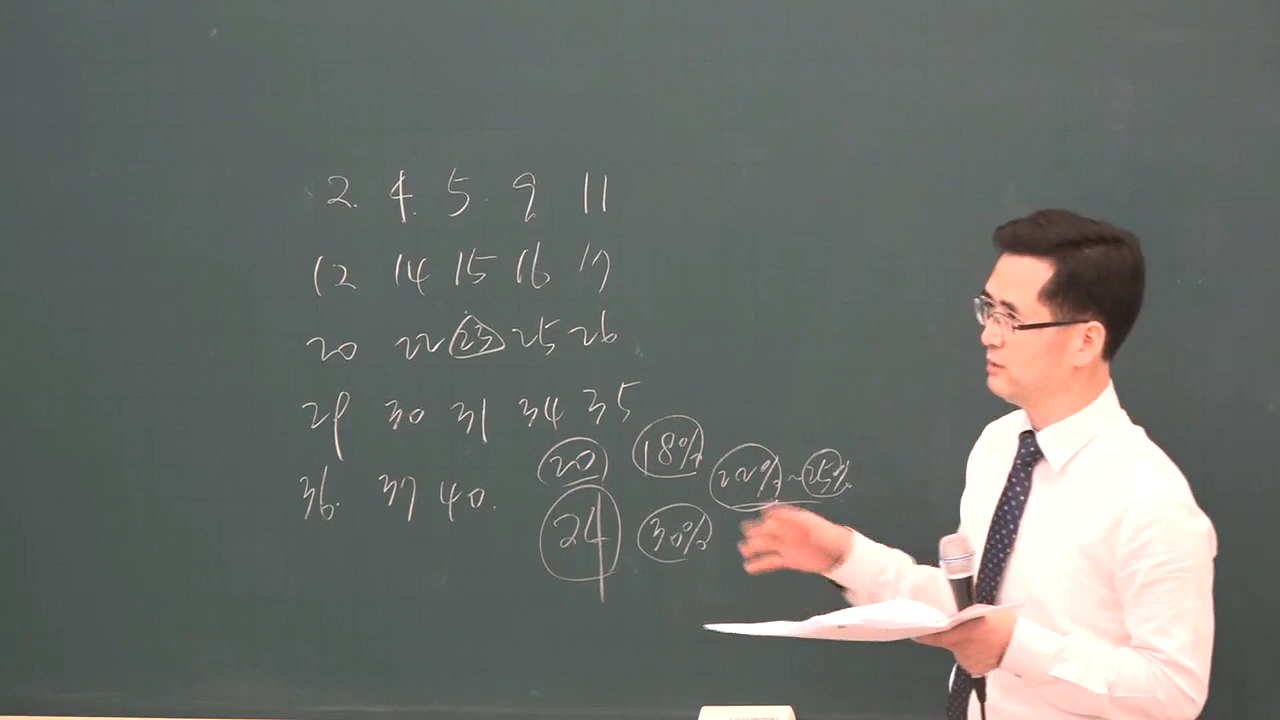 2. 4. 5. 9 11
12 14 15 16 17
20 22 23 25 26
29 30 31 34 35
36. 37 40.
20 18% 22%~25%
24 30%